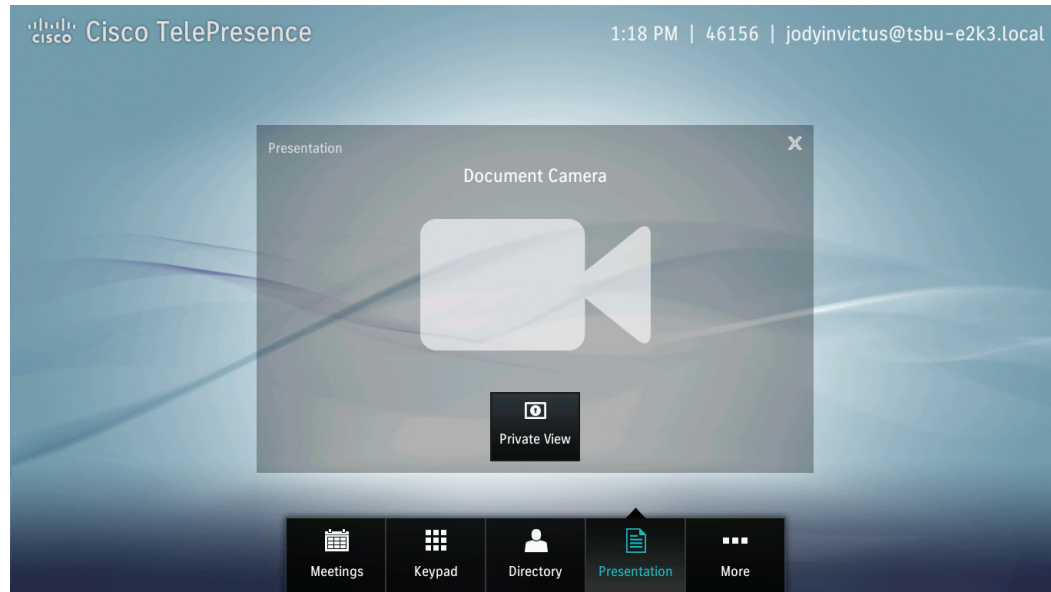 cisco Cisco TelePresence
1:18 PM | 46156 | jodyinvictus@tsbu-e2k3.local
Presentation
Document Camera
Private View
Meetings Keypad Directory Presentation More